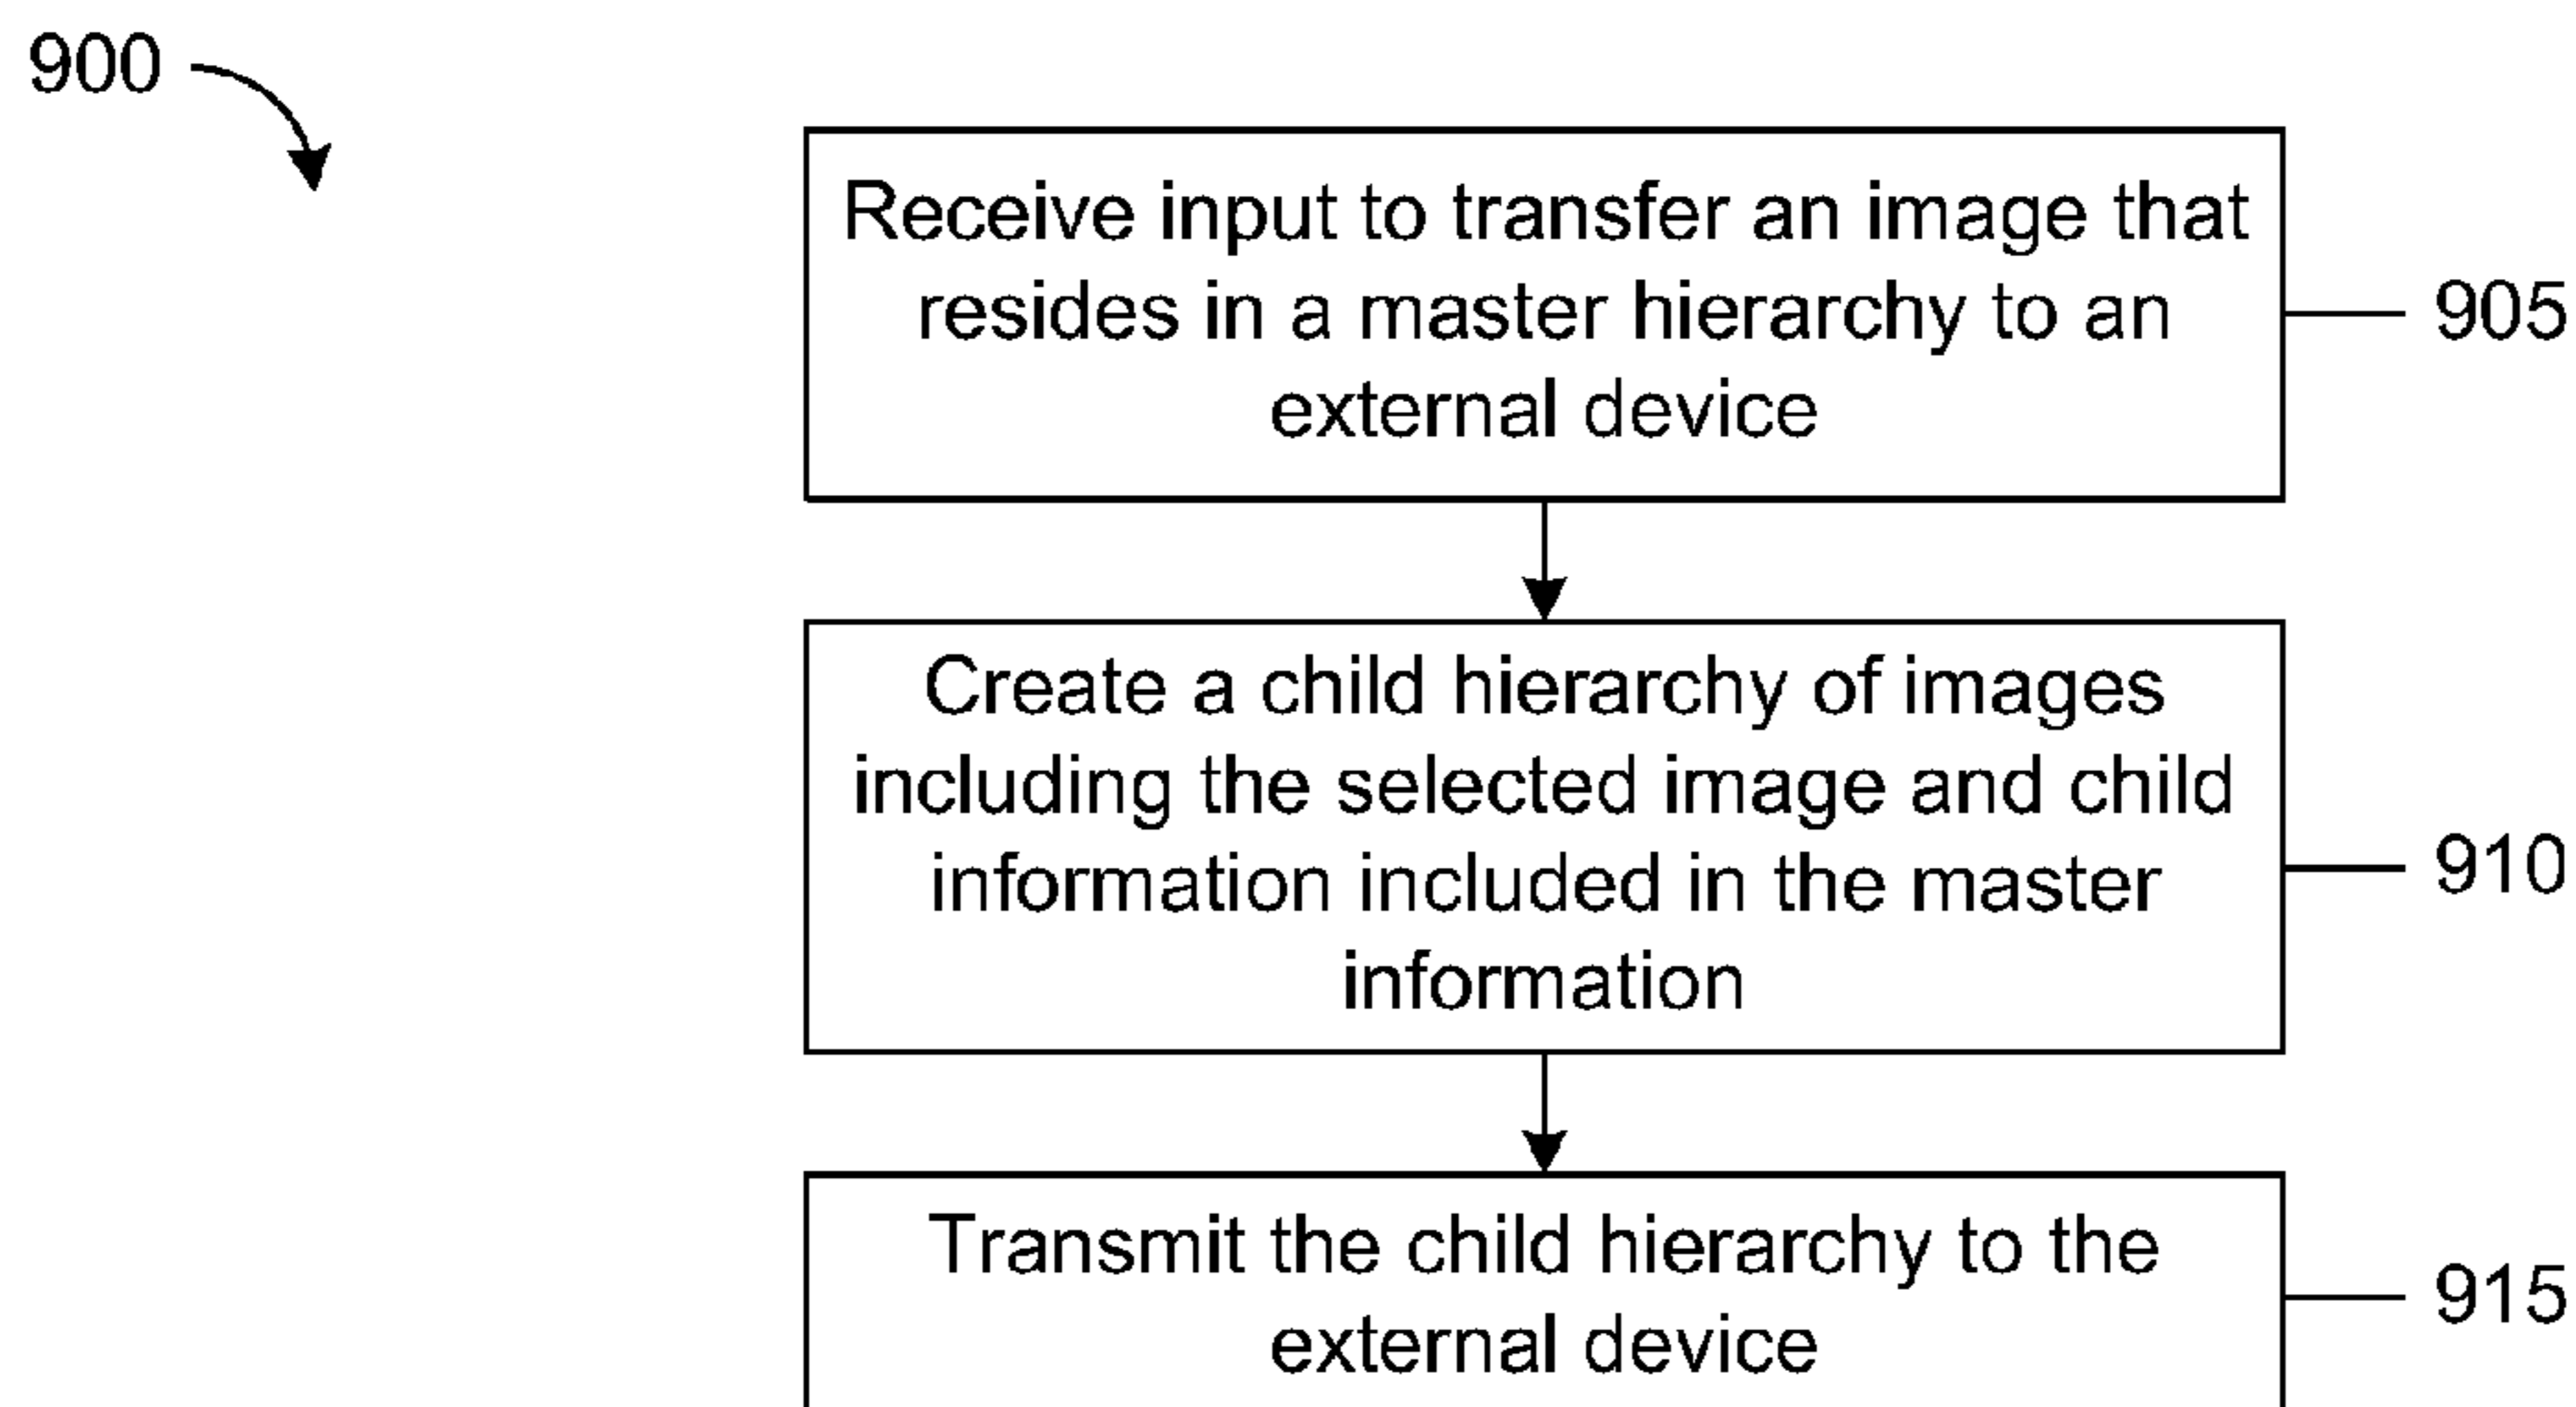 900
Receive input to transfer an image that
resides in a master hierarchy to an
external device
905
Create a child hierarchy of images
including the selected image and child
information included in the master
information
910
Transmit the child hierarchy to the
external device
915